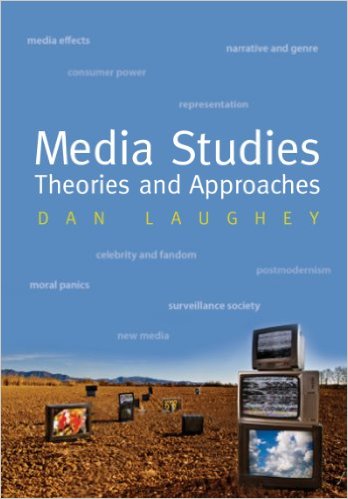 media effects
narrative and genre
consumer power
representation
Media Studies
Theories and Approaches
DAN LAUGHEY
celebrity and fandom
postmodernism
moral panics
surveillance society
new media